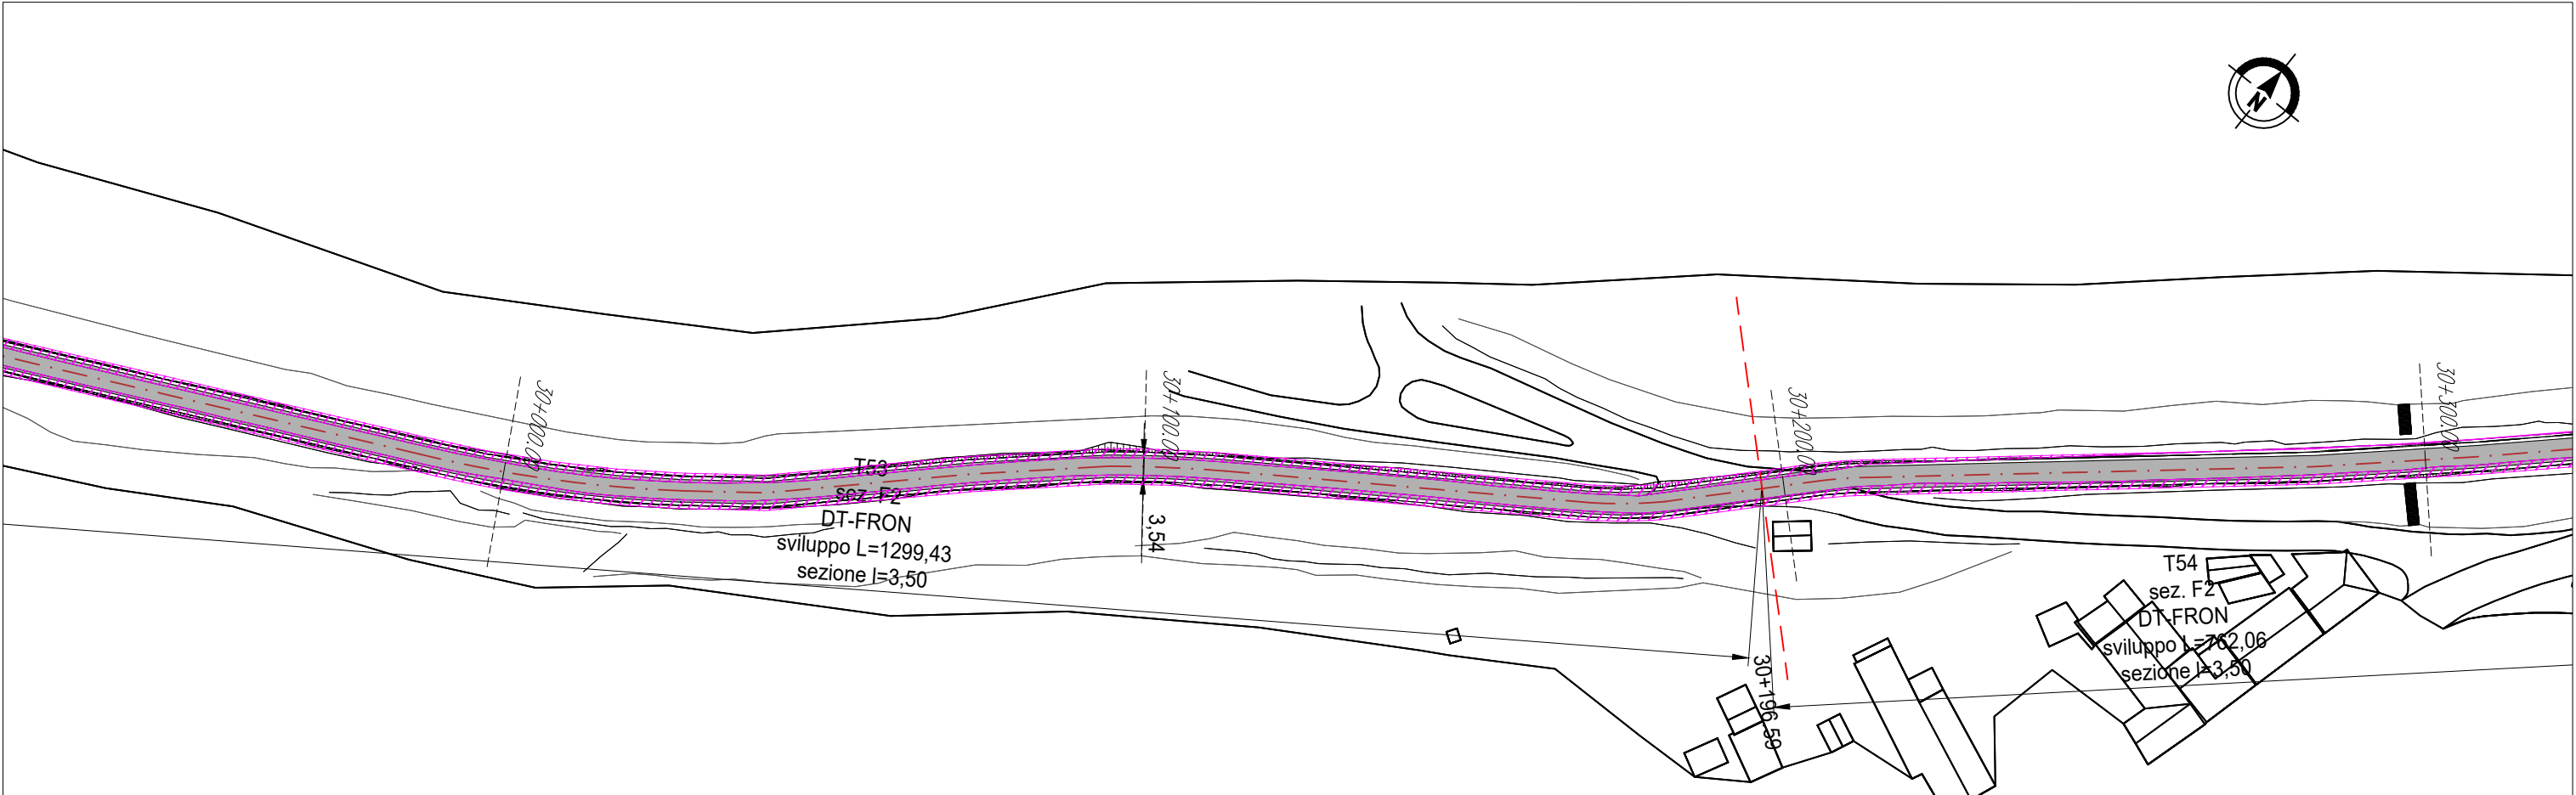 N
30+000.00
30+100.00
30+200.00
30+300.00
T53
sez. F2
DT-FRON
sviluppo L=1299,43
sezione l=3,50
3,54
30+196,59
T54
sez. F2
DT-FRON
sviluppo L=762,06
sezione l=3,50